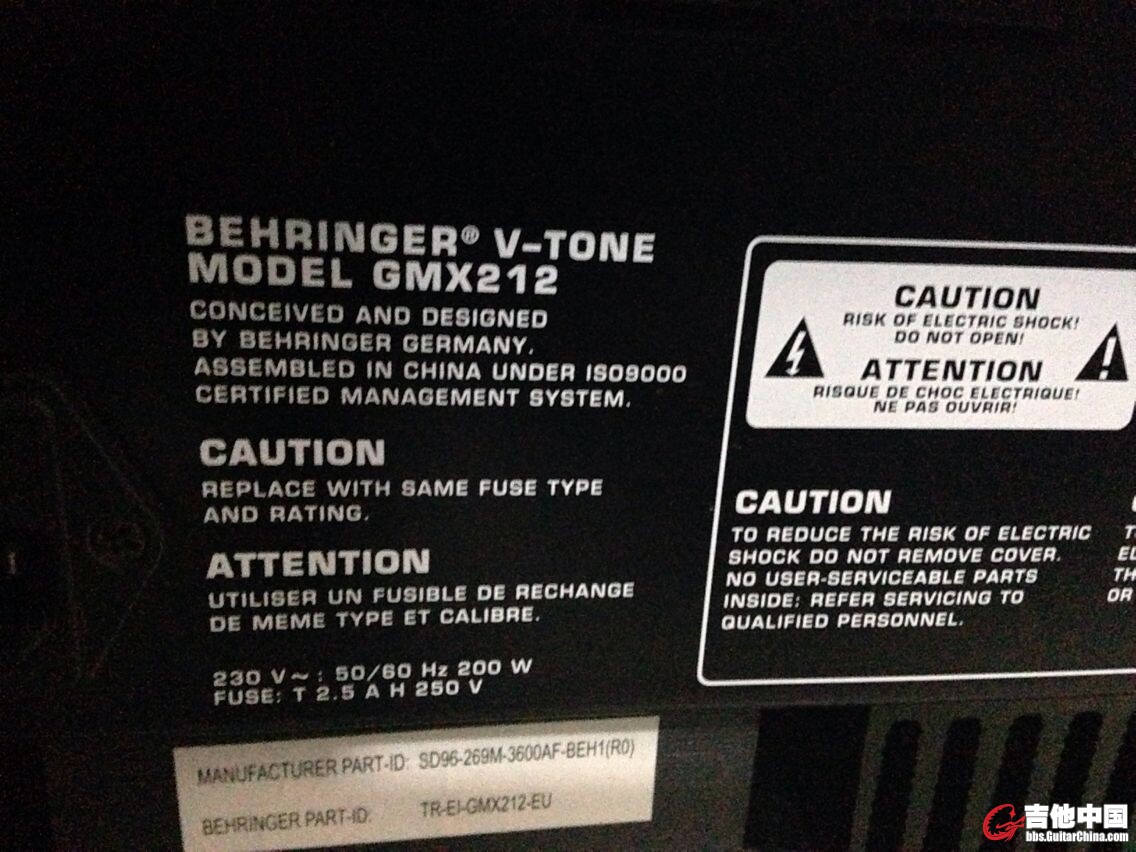 BEHRINGER® V-TONE
MODEL GMX212
CONCEIVED AND DESIGNED
BY BEHRINGER GERMANY.
ASSEMBLED IN CHINA UNDER ISO9000
CERTIFIED MANAGEMENT SYSTEM.
CAUTION
REPLACE WITH SAME FUSE TYPE
AND RATING.
ATTENTION
UTILISER UN FUSIBLE DE RECHANGE
DE MEME TYPE ET CALIBRE.
230 V~: 50/60 Hz 200 W
FUSE: T 2.5 A H 250 V
MANUFACTURER PART-ID: SD96-269M-3600AF-BEH1(R0)
BEHRINGER PART-ID: TR-EI-GMX212-EU
CAUTION
RISK OF ELECTRIC SHOCK!
DO NOT OPEN!
ATTENTION
RISQUE DE CHOC ELECTRIQUE!
NE PAS OUVRIR!
CAUTION
TO REDUCE THE RISK OF ELECTRIC
SHOCK DO NOT REMOVE COVER.
NO USER-SERVICEABLE PARTS
INSIDE; REFER SERVICING TO
QUALIFIED PERSONNEL.
OR
吉他中国
bbs.GuitarChina.com